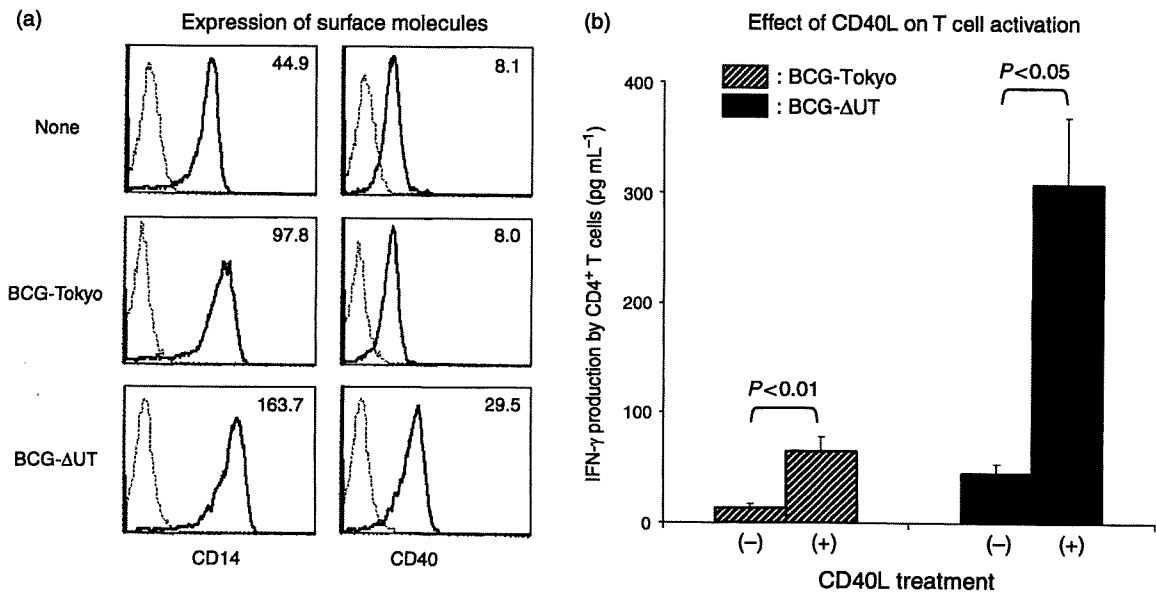 (a)
Expression of surface molecules
None
44.9
8.1
BCG-Tokyo
97.8
8.0
BCG-ΔUT
163.7
29.5
CD14
CD40
(b)
Effect of CD40L on T cell activation
: BCG-Tokyo
: BCG-ΔUT
P<0.05
P<0.01
IFN-γ production by CD4⁺ T cells (pg mL⁻¹)
400
300
200
100
0
(–)
(+)
(–)
(+)
CD40L treatment